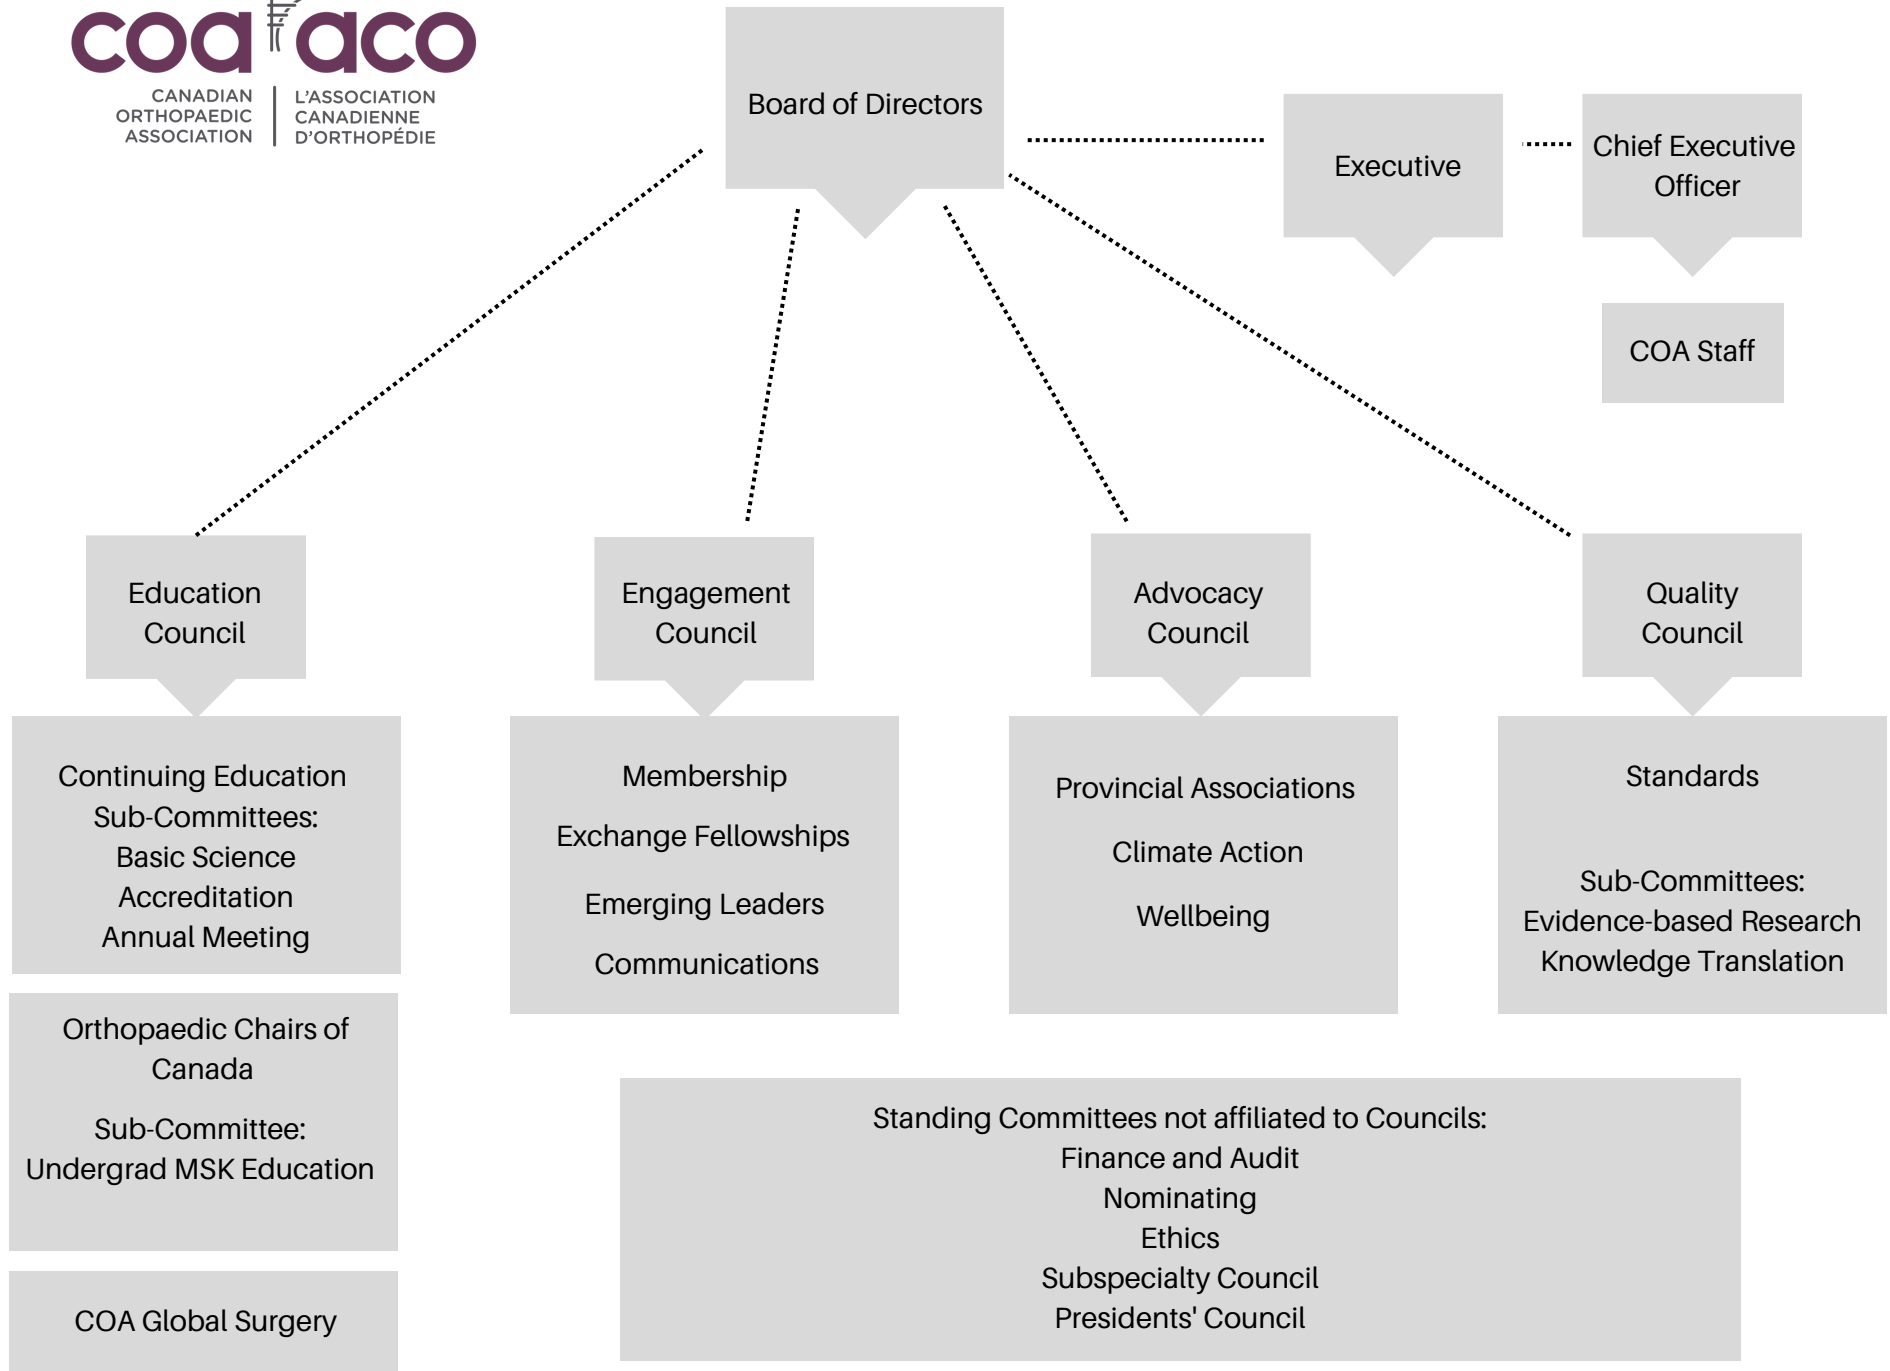 coa aco
CANADIAN
ORTHOPAEDIC
ASSOCIATION
L'ASSOCIATION
CANADIENNE
D'ORTHOPÉDIE
Board of Directors
Executive
Chief Executive
Officer
COA Staff
Education
Council
Engagement
Council
Advocacy
Council
Quality
Council
Continuing Education
Sub-Committees:
Basic Science
Accreditation
Annual Meeting
Membership
Exchange Fellowships
Emerging Leaders
Communications
Provincial Associations
Climate Action
Wellbeing
Standards
Sub-Committees:
Evidence-based Research
Knowledge Translation
Orthopaedic Chairs of
Canada
Sub-Committee:
Undergrad MSK Education
COA Global Surgery
Standing Committees not affiliated to Councils:
Finance and Audit
Nominating
Ethics
Subspecialty Council
Presidents' Council